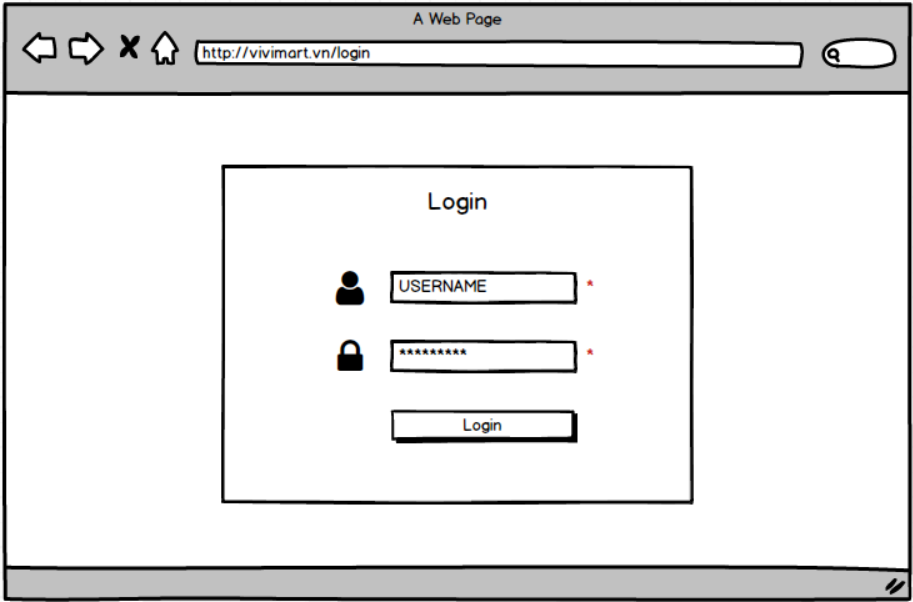 A Web Page
http://vivimart.vn/login
Login
USERNAME *
********* *
Login